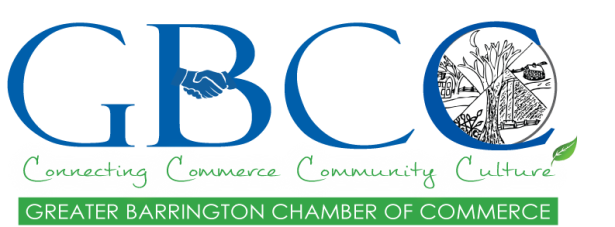 GBCC
Connecting Commerce Community Culture
GREATER BARRINGTON CHAMBER OF COMMERCE